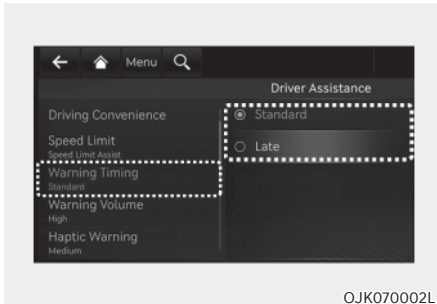 Menu
Driver Assistance
Driving Convenience
Speed Limit
Speed Limit Assist
Warning Timing
Standard
Warning Volume
High
Haptic Warning
Medium
Standard
Late
OJK070002L